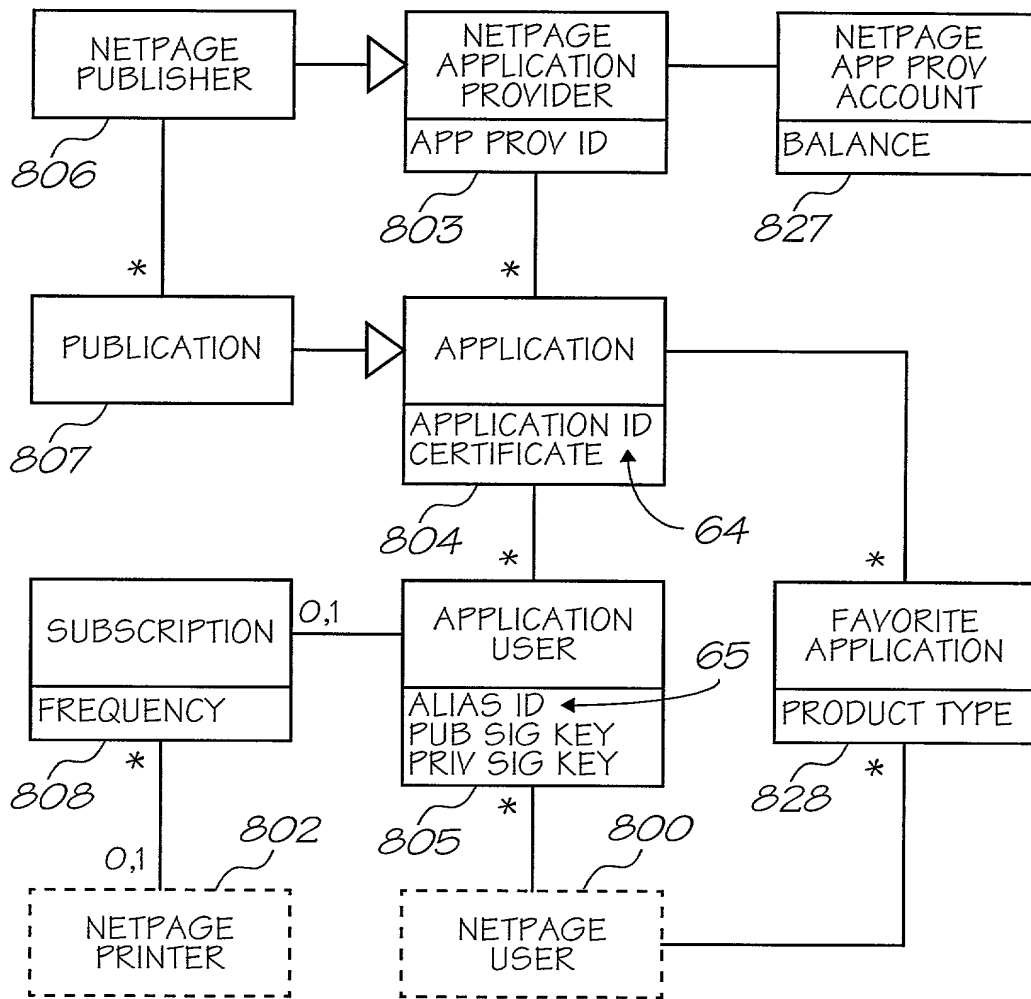 NETPAGE
PUBLISHER
NETPAGE
APPLICATION
PROVIDER
APP PROV ID
NETPAGE
APP PROV
ACCOUNT
BALANCE
806
803
827
*
*
PUBLICATION
APPLICATION
APPLICATION ID
CERTIFICATE
807
804
64
*
*
SUBSCRIPTION
FREQUENCY
0,1
APPLICATION
USER
65
ALIAS ID
PUB SIG KEY
PRIV SIG KEY
FAVORITE
APPLICATION
PRODUCT TYPE
808
*
805
*
828
*
802
800
0,1
NETPAGE
PRINTER
NETPAGE
USER